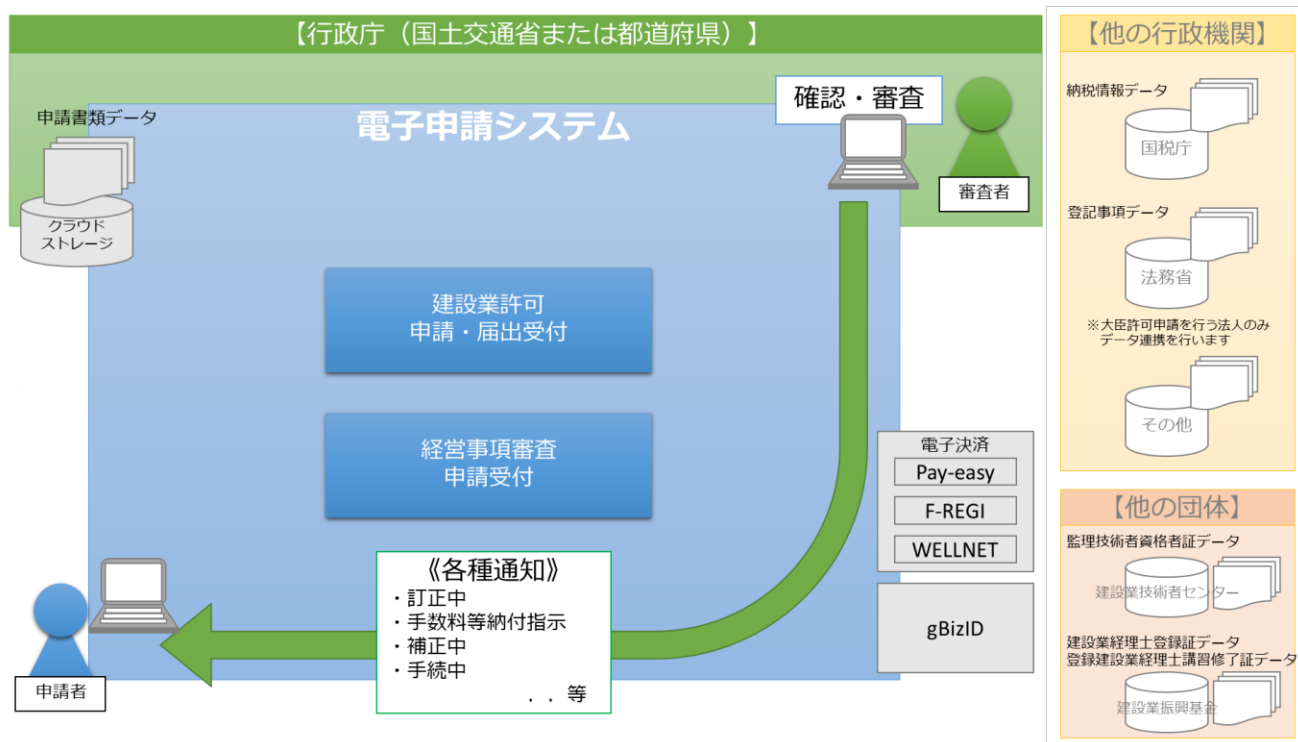 【行政庁（国土交通省または都道府県）】
申請書類データ
クラウド
ストレージ
電子申請システム
確認・審査
審査者
建設業許可
申請・届出受付
経営事項審査
申請受付
《各種通知》
・訂正中
・手数料等納付指示
・補正中
・手続中
．．等
申請者
電子決済
Pay-easy
F-REGI
WELLNET
gBizID
【他の行政機関】
納税情報データ
国税庁
登記事項データ
法務省
※大臣許可申請を行う法人のみ
データ連携を行います
その他
【他の団体】
監理技術者資格者証データ
建設業技術者センター
建設業経理士登録証データ
登録建設業経理士講習修了証データ
建設業振興基金